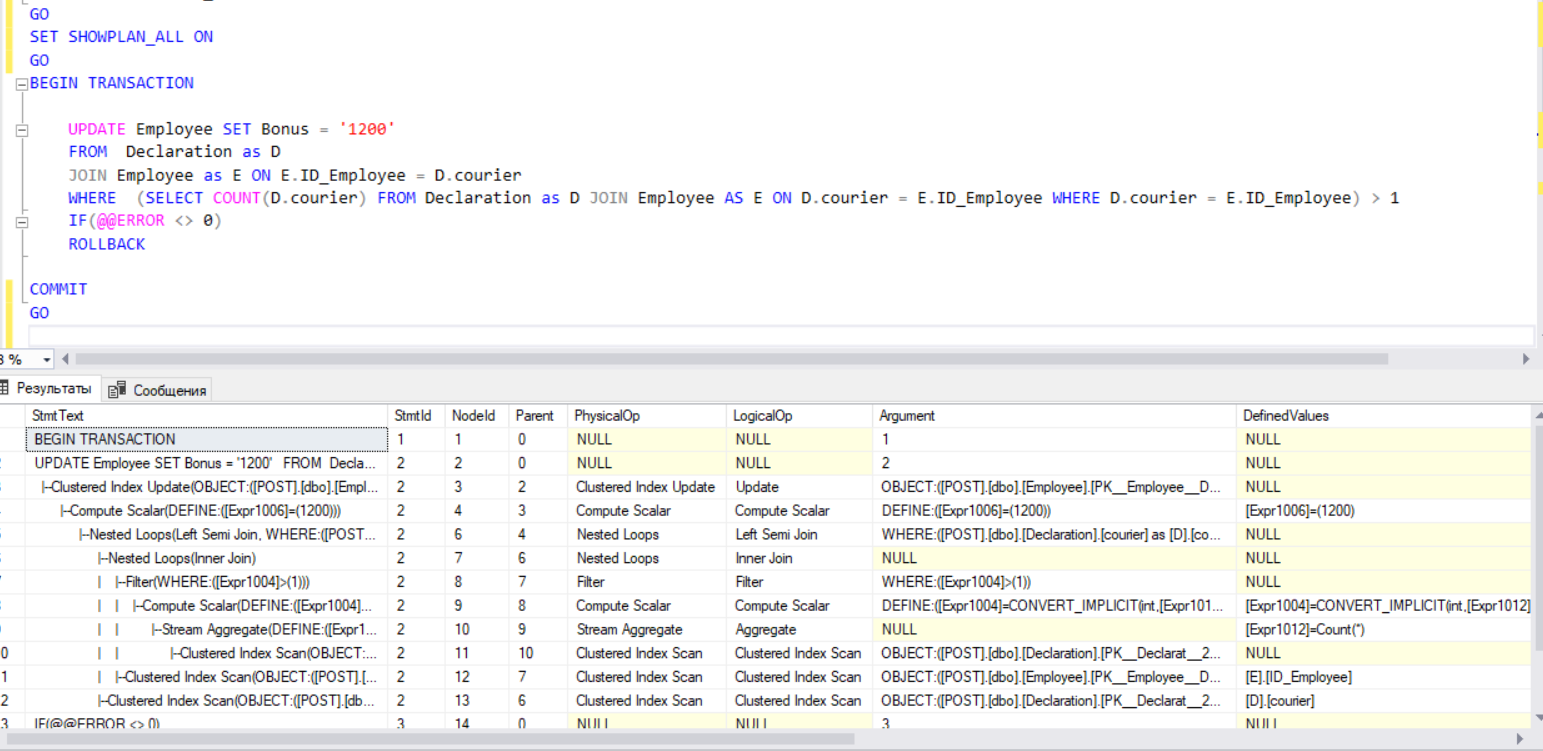 GO
SET SHOWPLAN_ALL ON
GO
BEGIN TRANSACTION
UPDATE Employee SET Bonus = '1200'
FROM Declaration as D
JOIN Employee as E ON E.ID_Employee = D.courier
WHERE (SELECT COUNT(D.courier) FROM Declaration as D JOIN Employee AS E ON D.courier = E.ID_Employee WHERE D.courier = E.ID_Employee) > 1
IF(@@ERROR <> 0)
ROLLBACK
COMMIT
GO
%
Результаты Сообщения
StmtText StmtId NodeId Parent PhysicalOp LogicalOp Argument DefinedValues
BEGIN TRANSACTION 1 1 0 NULL NULL 1 NULL
UPDATE Employee SET Bonus = '1200' FROM Decla... 2 2 0 NULL NULL 2 NULL
|--Clustered Index Update(OBJECT:([POST].[dbo].[Empl... 2 3 2 Clustered Index Update Update OBJECT:([POST].[dbo].[Employee].[PK__Employee__D... NULL
|--Compute Scalar(DEFINE:([Expr1006]=(1200))) 2 4 3 Compute Scalar Compute Scalar DEFINE:([Expr1006]=(1200)) [Expr1006]=(1200)
|--Nested Loops(Left Semi Join, WHERE:([POST... 2 6 4 Nested Loops Left Semi Join WHERE:([POST].[dbo].[Declaration].[courier] as [D].[co... NULL
|--Nested Loops(Inner Join) 2 7 6 Nested Loops Inner Join NULL NULL
| |--Filter(WHERE:([Expr1004]>(1))) 2 8 7 Filter Filter WHERE:([Expr1004]>(1)) NULL
| | |--Compute Scalar(DEFINE:([Expr1004]... 2 9 8 Compute Scalar Compute Scalar DEFINE:([Expr1004]=CONVERT_IMPLICIT(int,[Expr101... [Expr1004]=CONVERT_IMPLICIT(int,[Expr1012]
| | |--Stream Aggregate(DEFINE:([Expr1... 2 10 9 Stream Aggregate Aggregate NULL [Expr1012]=Count(*)
| | |--Clustered Index Scan(OBJECT:... 2 11 10 Clustered Index Scan Clustered Index Scan OBJECT:([POST].[dbo].[Declaration].[PK__Declarat__2... NULL
| |--Clustered Index Scan(OBJECT:([POST].[... 2 12 7 Clustered Index Scan Clustered Index Scan OBJECT:([POST].[dbo].[Employee].[PK__Employee__D... [E].[ID_Employee]
|--Clustered Index Scan(OBJECT:([POST].[db... 2 13 6 Clustered Index Scan Clustered Index Scan OBJECT:([POST].[dbo].[Declaration].[PK__Declarat__2... [D].[courier]
IF(@@ERROR <> 0) 3 14 0 NULL NULL 3 NULL